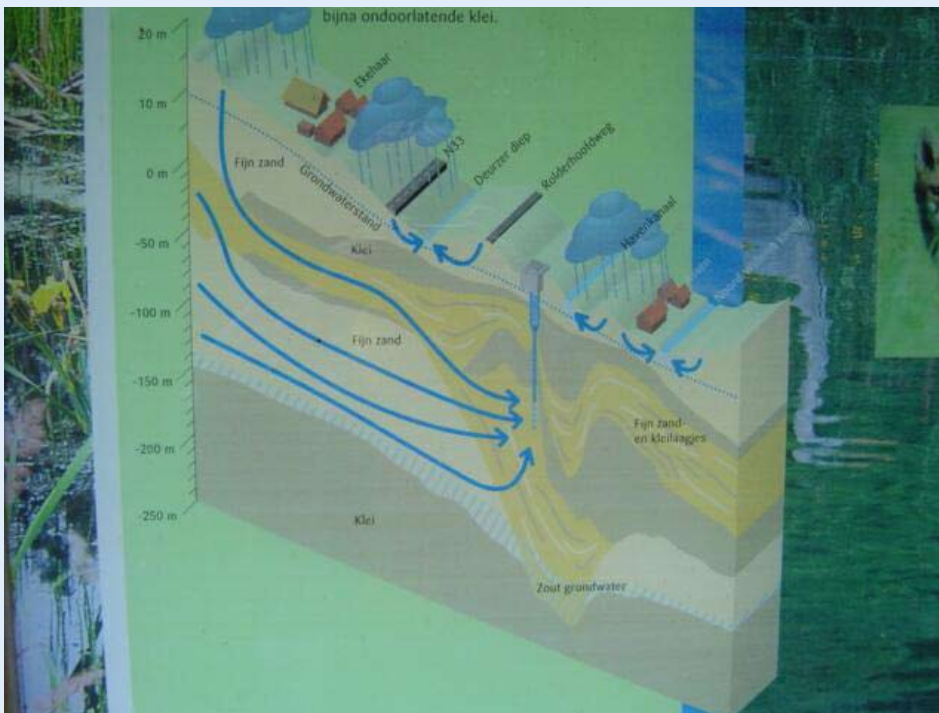 bijna ondoorlatende klei.
20 m
10 m
0 m
-50 m
-100 m
-150 m
-200 m
-250 m
Ekehaar
N33
Deurzer diep
Rolderhoofdweg
Havenkanaal
Fijn zand
Grondwaterstand
Klei
Fijn zand
Fijn zand-
en kleilaagjes
Klei
Zout grondwater